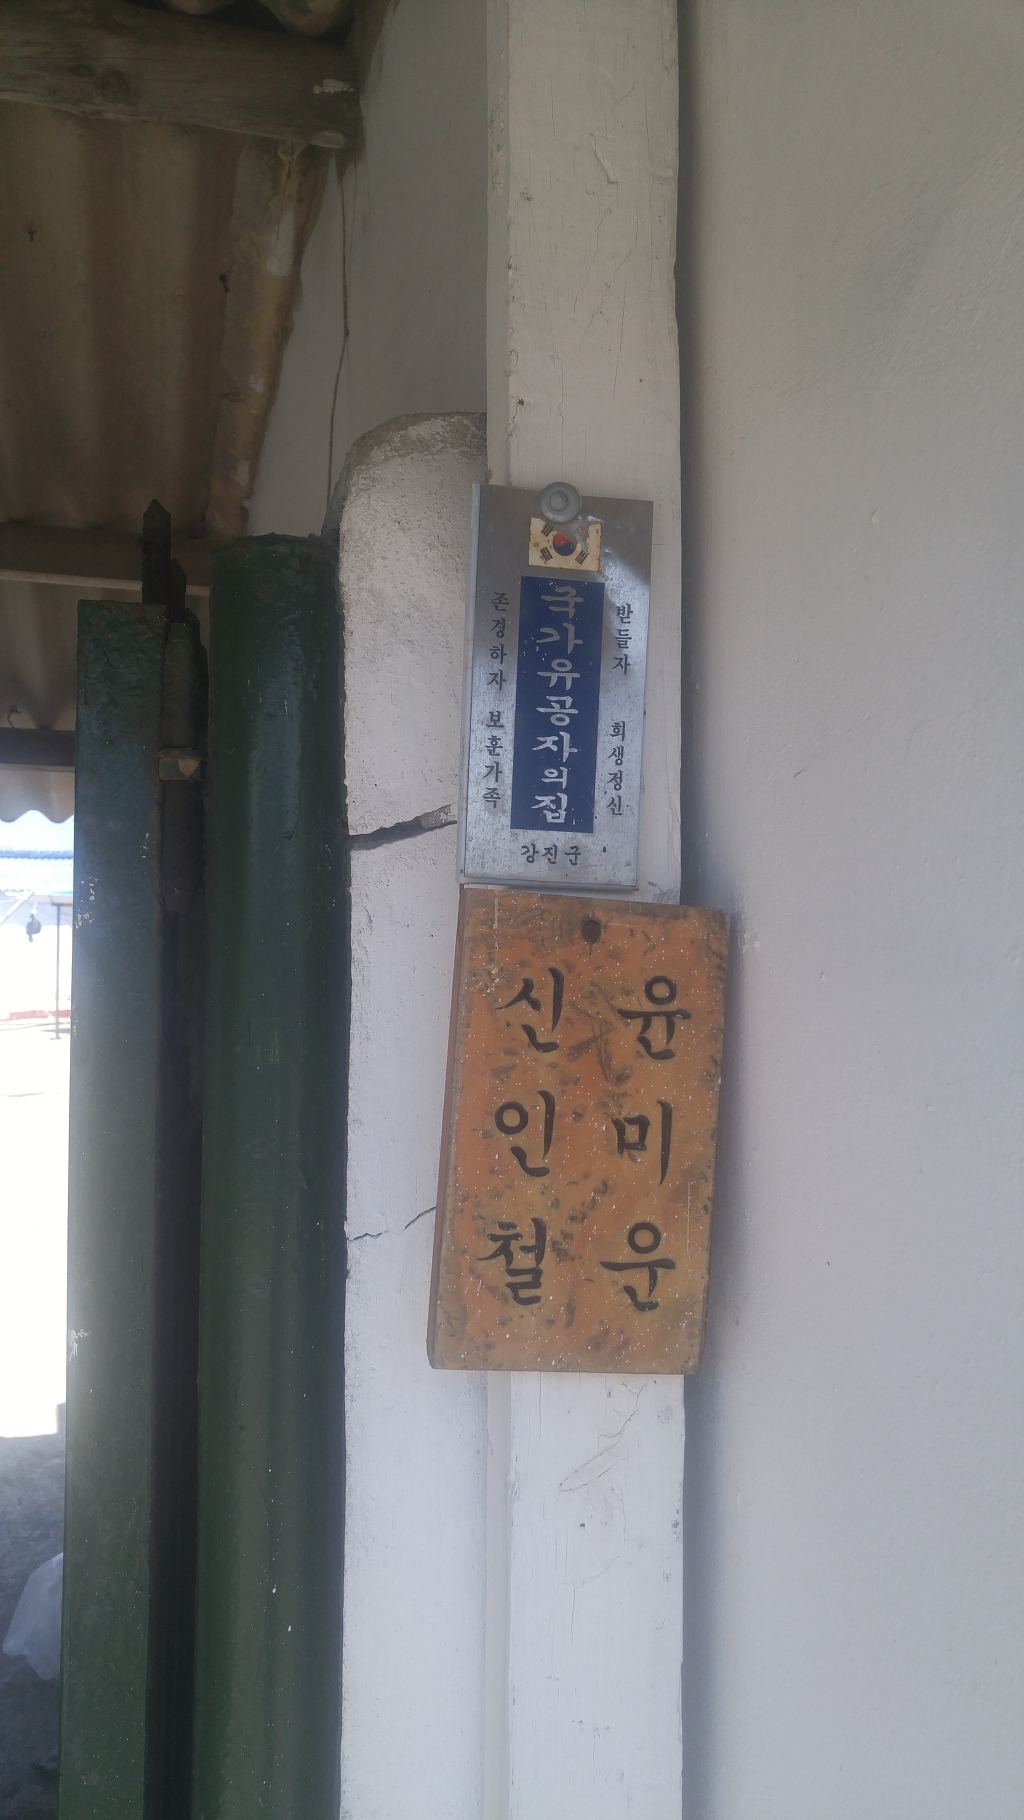 받들자 희생정신
국가유공자의집
존경하자 보훈가족
강진군
윤미운
신인철